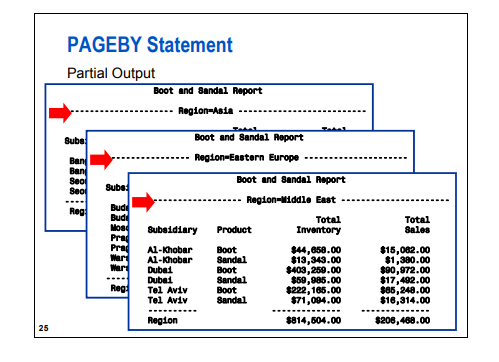 PAGEBY Statement
Partial Output
Boot and Sandal Report
Region=Asia
Total Total
Subs
Ban
Ban
Seo
Seo
Reg
Boot and Sandal Report
Region=Eastern Europe
Subs
Bud
Bud
Mos
Pra
Pra
War
War
Reg
Boot and Sandal Report
Region=Middle East
Total Total
Subsidiary Product Inventory Sales
Al-Khobar Boot $44,658.00 $15,062.00
Al-Khobar Sandal $13,343.00 $1,380.00
Dubai Boot $403,259.00 $90,972.00
Dubai Sandal $59,985.00 $17,492.00
Tel Aviv Boot $222,165.00 $65,248.00
Tel Aviv Sandal $71,094.00 $16,314.00
Region $814,504.00 $206,468.00
25